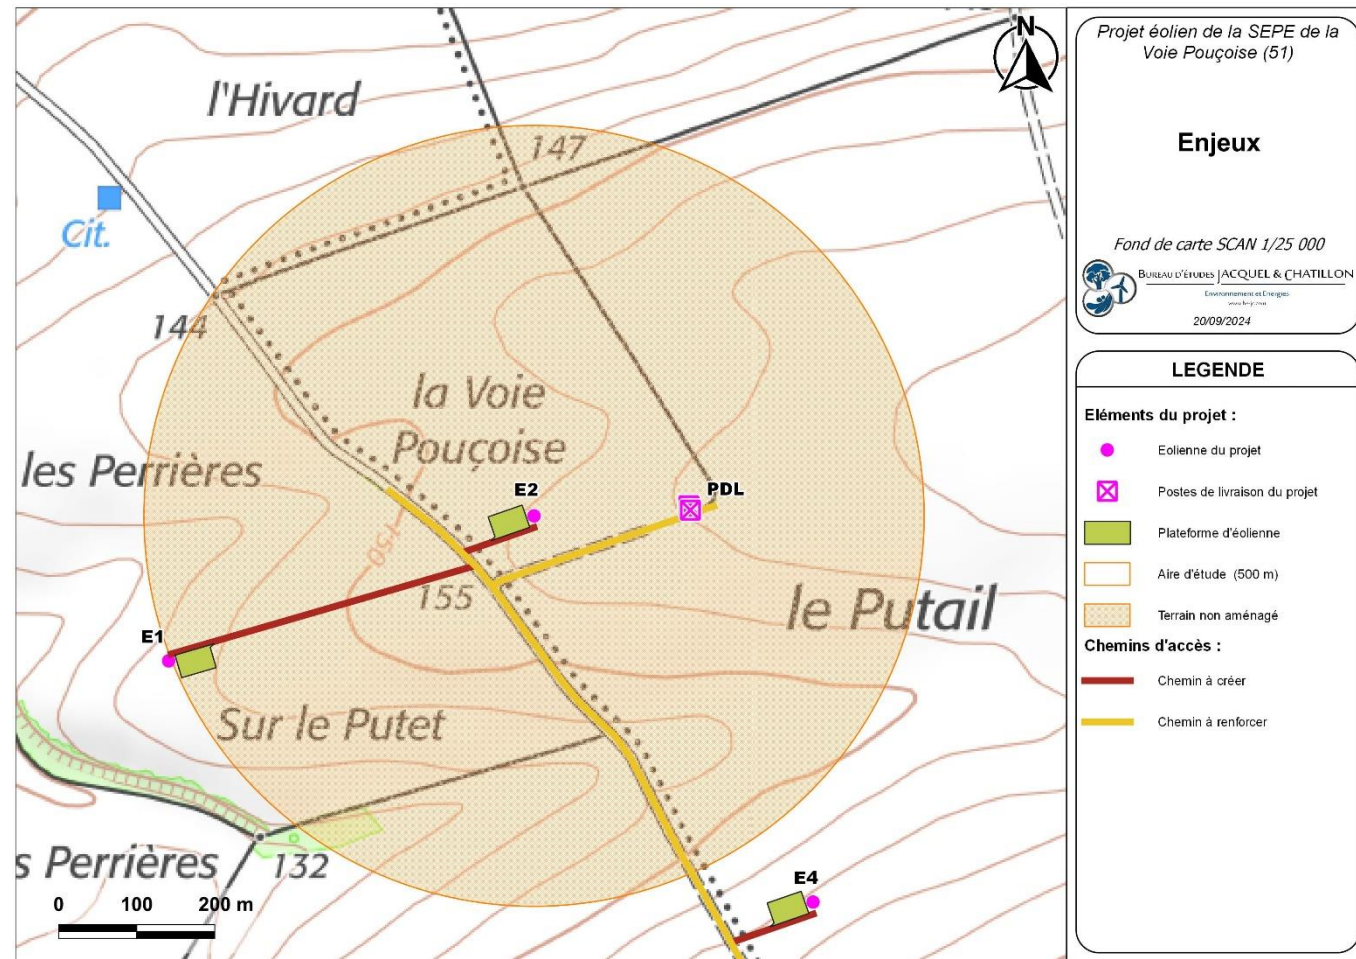 l'Hivard
147
Cit.
144
la Voie
Pouçoise
les Perrières
E2
PDL
150
155
le Putail
E1
Sur le Putet
s Perrières
132
E4
0 100 200 m
N
Projet éolien de la SEPE de la
Voie Pouçoise (51)
Enjeux
Fond de carte SCAN 1/25 000
BUREAU D'ÉTUDES JACQUEL & CHATILLON
Environnement et Energies
20/09/2024
LEGENDE
Eléments du projet :
Eolienne du projet
Postes de livraison du projet
Plateforme d'éolienne
Aire d'étude (500 m)
Terrain non aménagé
Chemins d'accès :
Chemin à créer
Chemin à renforcer